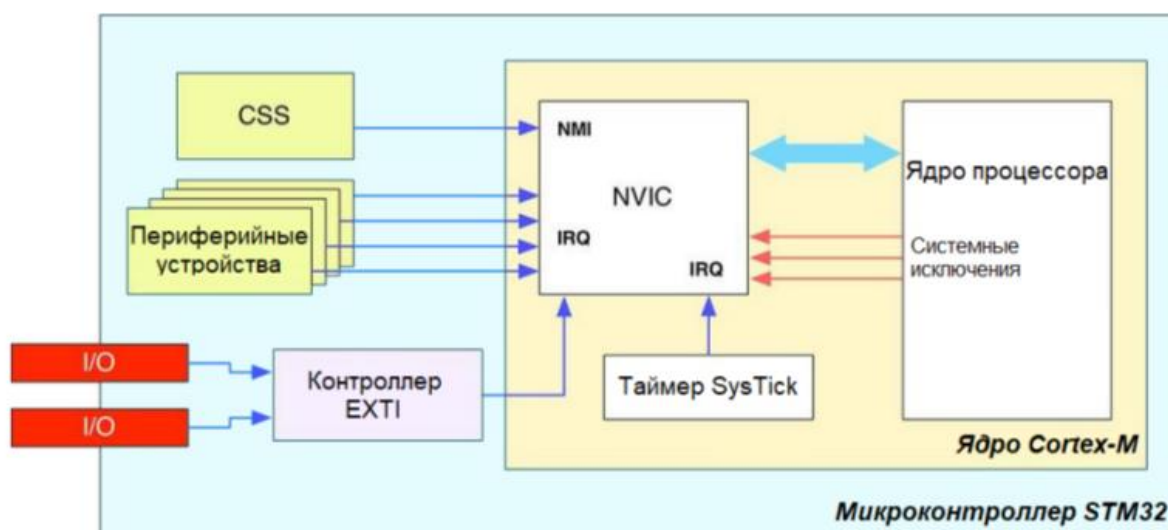 CSS
NMI
NVIC
Ядро процессора
Периферийные
устройства
IRQ
IRQ
Системные
исключения
I/O
I/O
Контроллер
EXTI
Таймер SysTick
Ядро Cortex-M
Микроконтроллер STM32